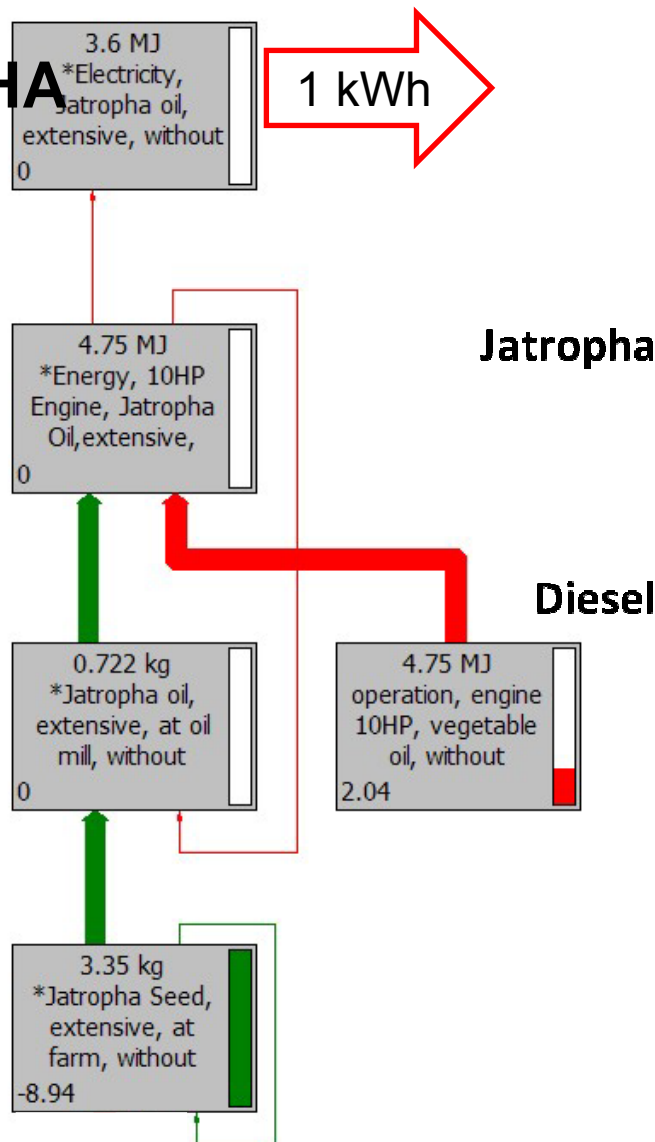 HA
3.6 MJ
*Electricity,
Jatropha oil,
extensive, without
0
1 kWh
4.75 MJ
*Energy, 10HP
Engine, Jatropha
Oil,extensive,
0
Jatropha
Diesel
0.722 kg
*Jatropha oil,
extensive, at oil
mill, without
0
4.75 MJ
operation, engine
10HP, vegetable
oil, without
2.04
3.35 kg
*Jatropha Seed,
extensive, at
farm, without
-8.94